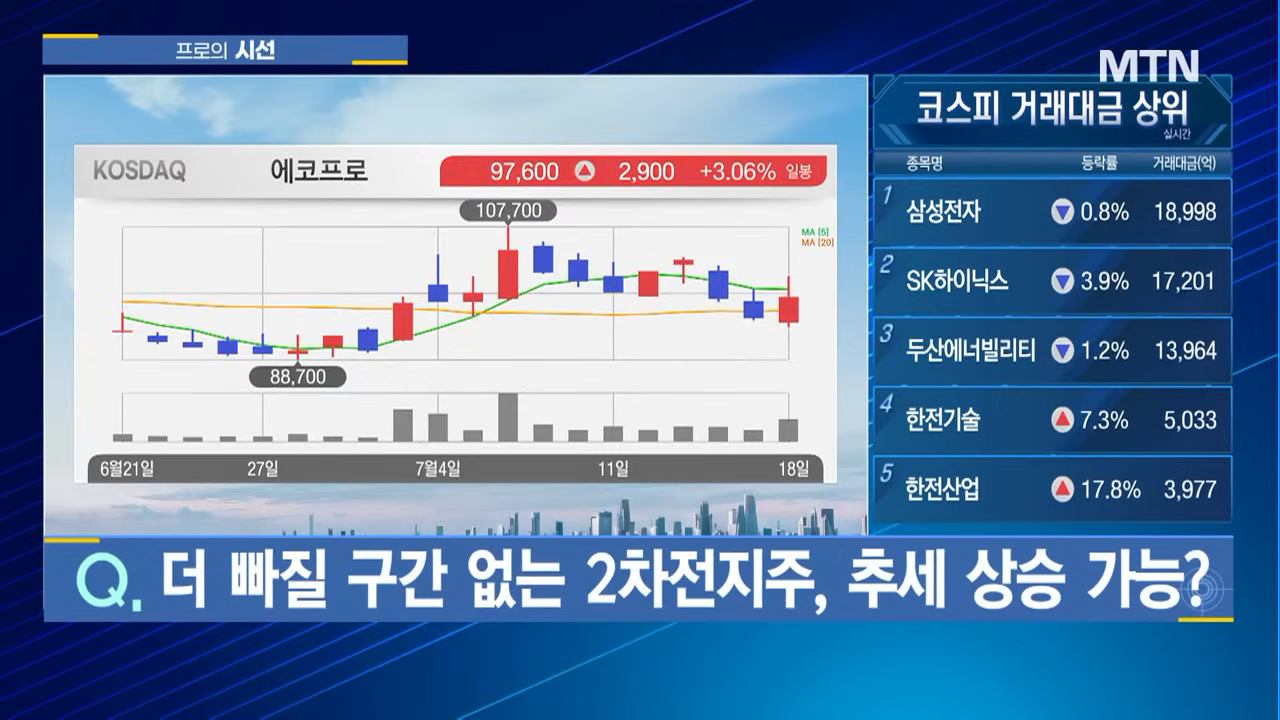 프로의 시선
MTN
KOSDAQ 에코프로 97,600 ▲ 2,900 +3.06% 일봉
107,700
MA [5]
MA [20]
88,700
6월21일 27일 7월4일 11일 18일
코스피 거래대금 상위
실시간
종목명 등락률 거래대금(억)
1 삼성전자 ▼ 0.8% 18,998
2 SK하이닉스 ▼ 3.9% 17,201
3 두산에너빌리티 ▼ 1.2% 13,964
4 한전기술 ▲ 7.3% 5,033
5 한전산업 ▲ 17.8% 3,977
Q. 더 빠질 구간 없는 2차전지주, 추세 상승 가능?